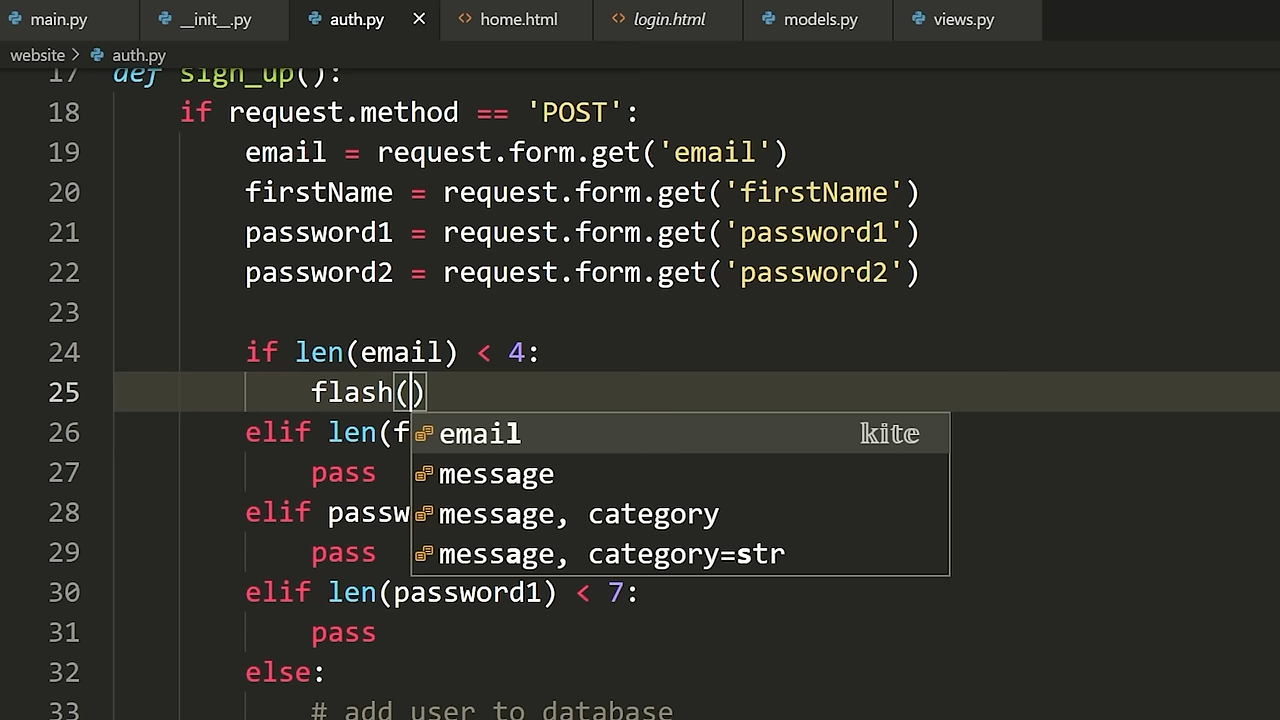 main.py __init__.py auth.py × home.html login.html models.py views.py
website > auth.py
17 def sign_up():
18 if request.method == 'POST':
19 email = request.form.get('email')
20 firstName = request.form.get('firstName')
21 password1 = request.form.get('password1')
22 password2 = request.form.get('password2')
23
24 if len(email) < 4:
25 flash()
26 elif len(f
email kite
27 pass
message
28 elif passw
message, category
29 pass
message, category=str
30 elif len(password1) < 7:
31 pass
32 else:
33 # add user to database